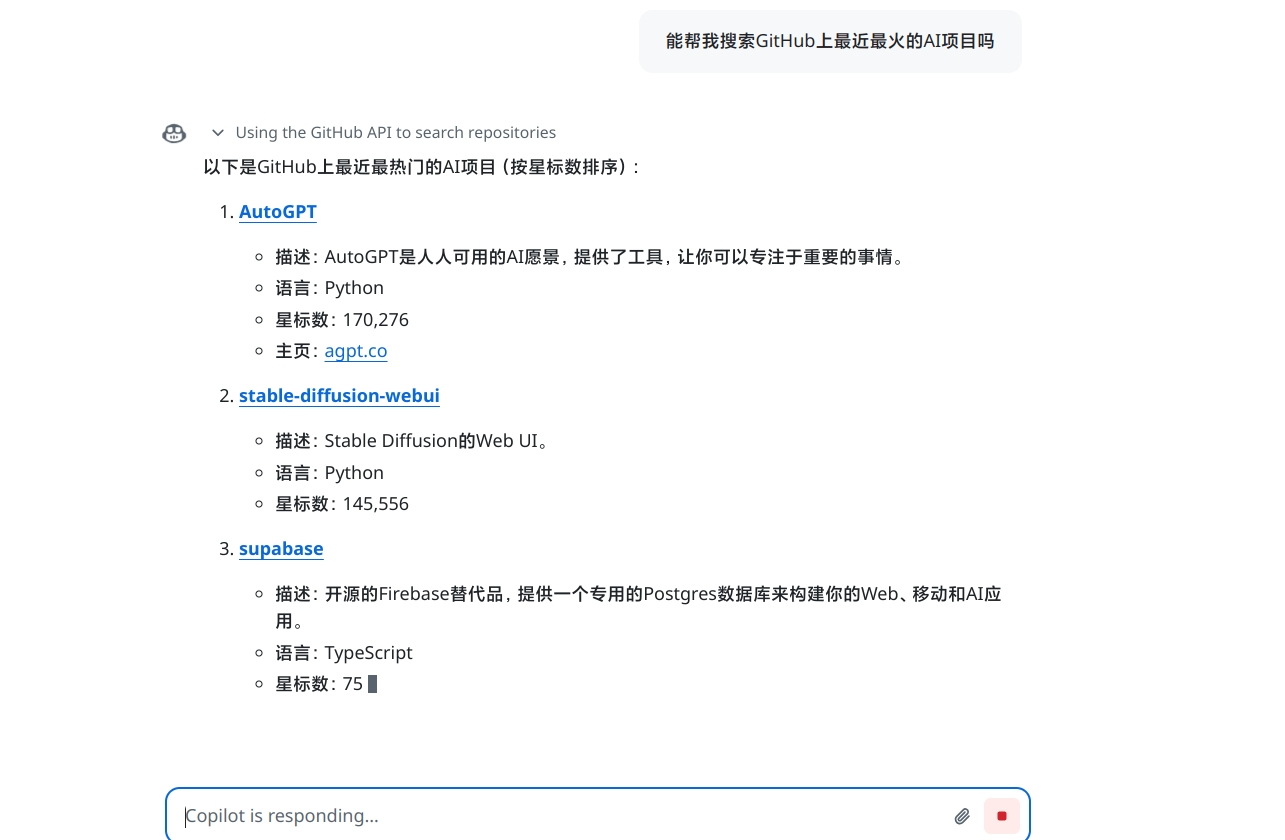 能帮我搜索GitHub上最近最火的AI项目吗
Using the GitHub API to search repositories
以下是GitHub上最近最热门的AI项目（按星标数排序）：
1. AutoGPT
描述：AutoGPT是人人可用的AI愿景，提供了工具，让你可以专注于重要的事情。
语言：Python
星标数：170,276
主页：agpt.co
2. stable-diffusion-webui
描述：Stable Diffusion的Web UI。
语言：Python
星标数：145,556
3. supabase
描述：开源的Firebase替代品，提供一个专用的Postgres数据库来构建你的Web、移动和AI应
用。
语言：TypeScript
星标数：75
Copilot is responding...